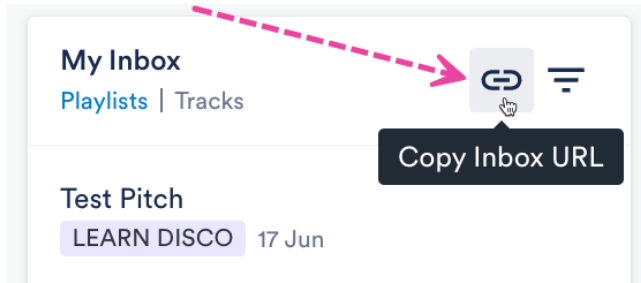 My Inbox
Playlists | Tracks
Copy Inbox URL
Test Pitch
LEARN DISCO 17 Jun